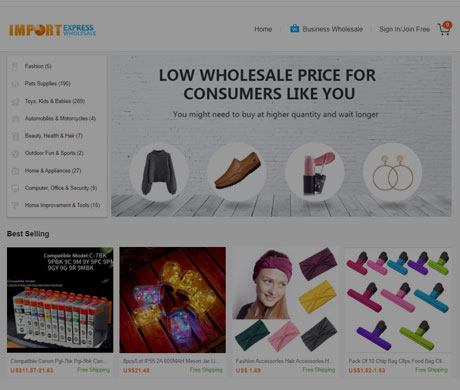 IMPORT EXPRESS
WHOLESALE
Home
Business Wholesale
Sign In/Join Free
0
Fashion (5)
Pets Supplies (190)
Toys, Kids & Babies (289)
Automobiles & Motorcycles (4)
Beauty, Health & Hair (7)
Outdoor Fun & Sports (2)
Home & Appliances (27)
Computer, Office & Security (9)
Home Improvement & Tools (15)
LOW WHOLESALE PRICE FOR
CONSUMERS LIKE YOU
You might need to buy at higher quantity and wait longer
Best Selling
Compatible Model:C-7BK
9PBK 9C 9M 9Y 9PC 9PM
9GY 9G 9R 9MBK
Compatible Canon Pgi-7bk Pgi-9bk Can...
US$11.57-21.63
Free Shipping
8pcs/Lot IP55 2A 600MAH Mason Jar Li...
US$21.48
Free Shipping
Fashion Accessories Hair Accessories H...
US$ 1.69
Free Shipping
Pack Of 10 Chip Bag Clips Food Bag Cli...
US$1.52-1.63
Free Shipping